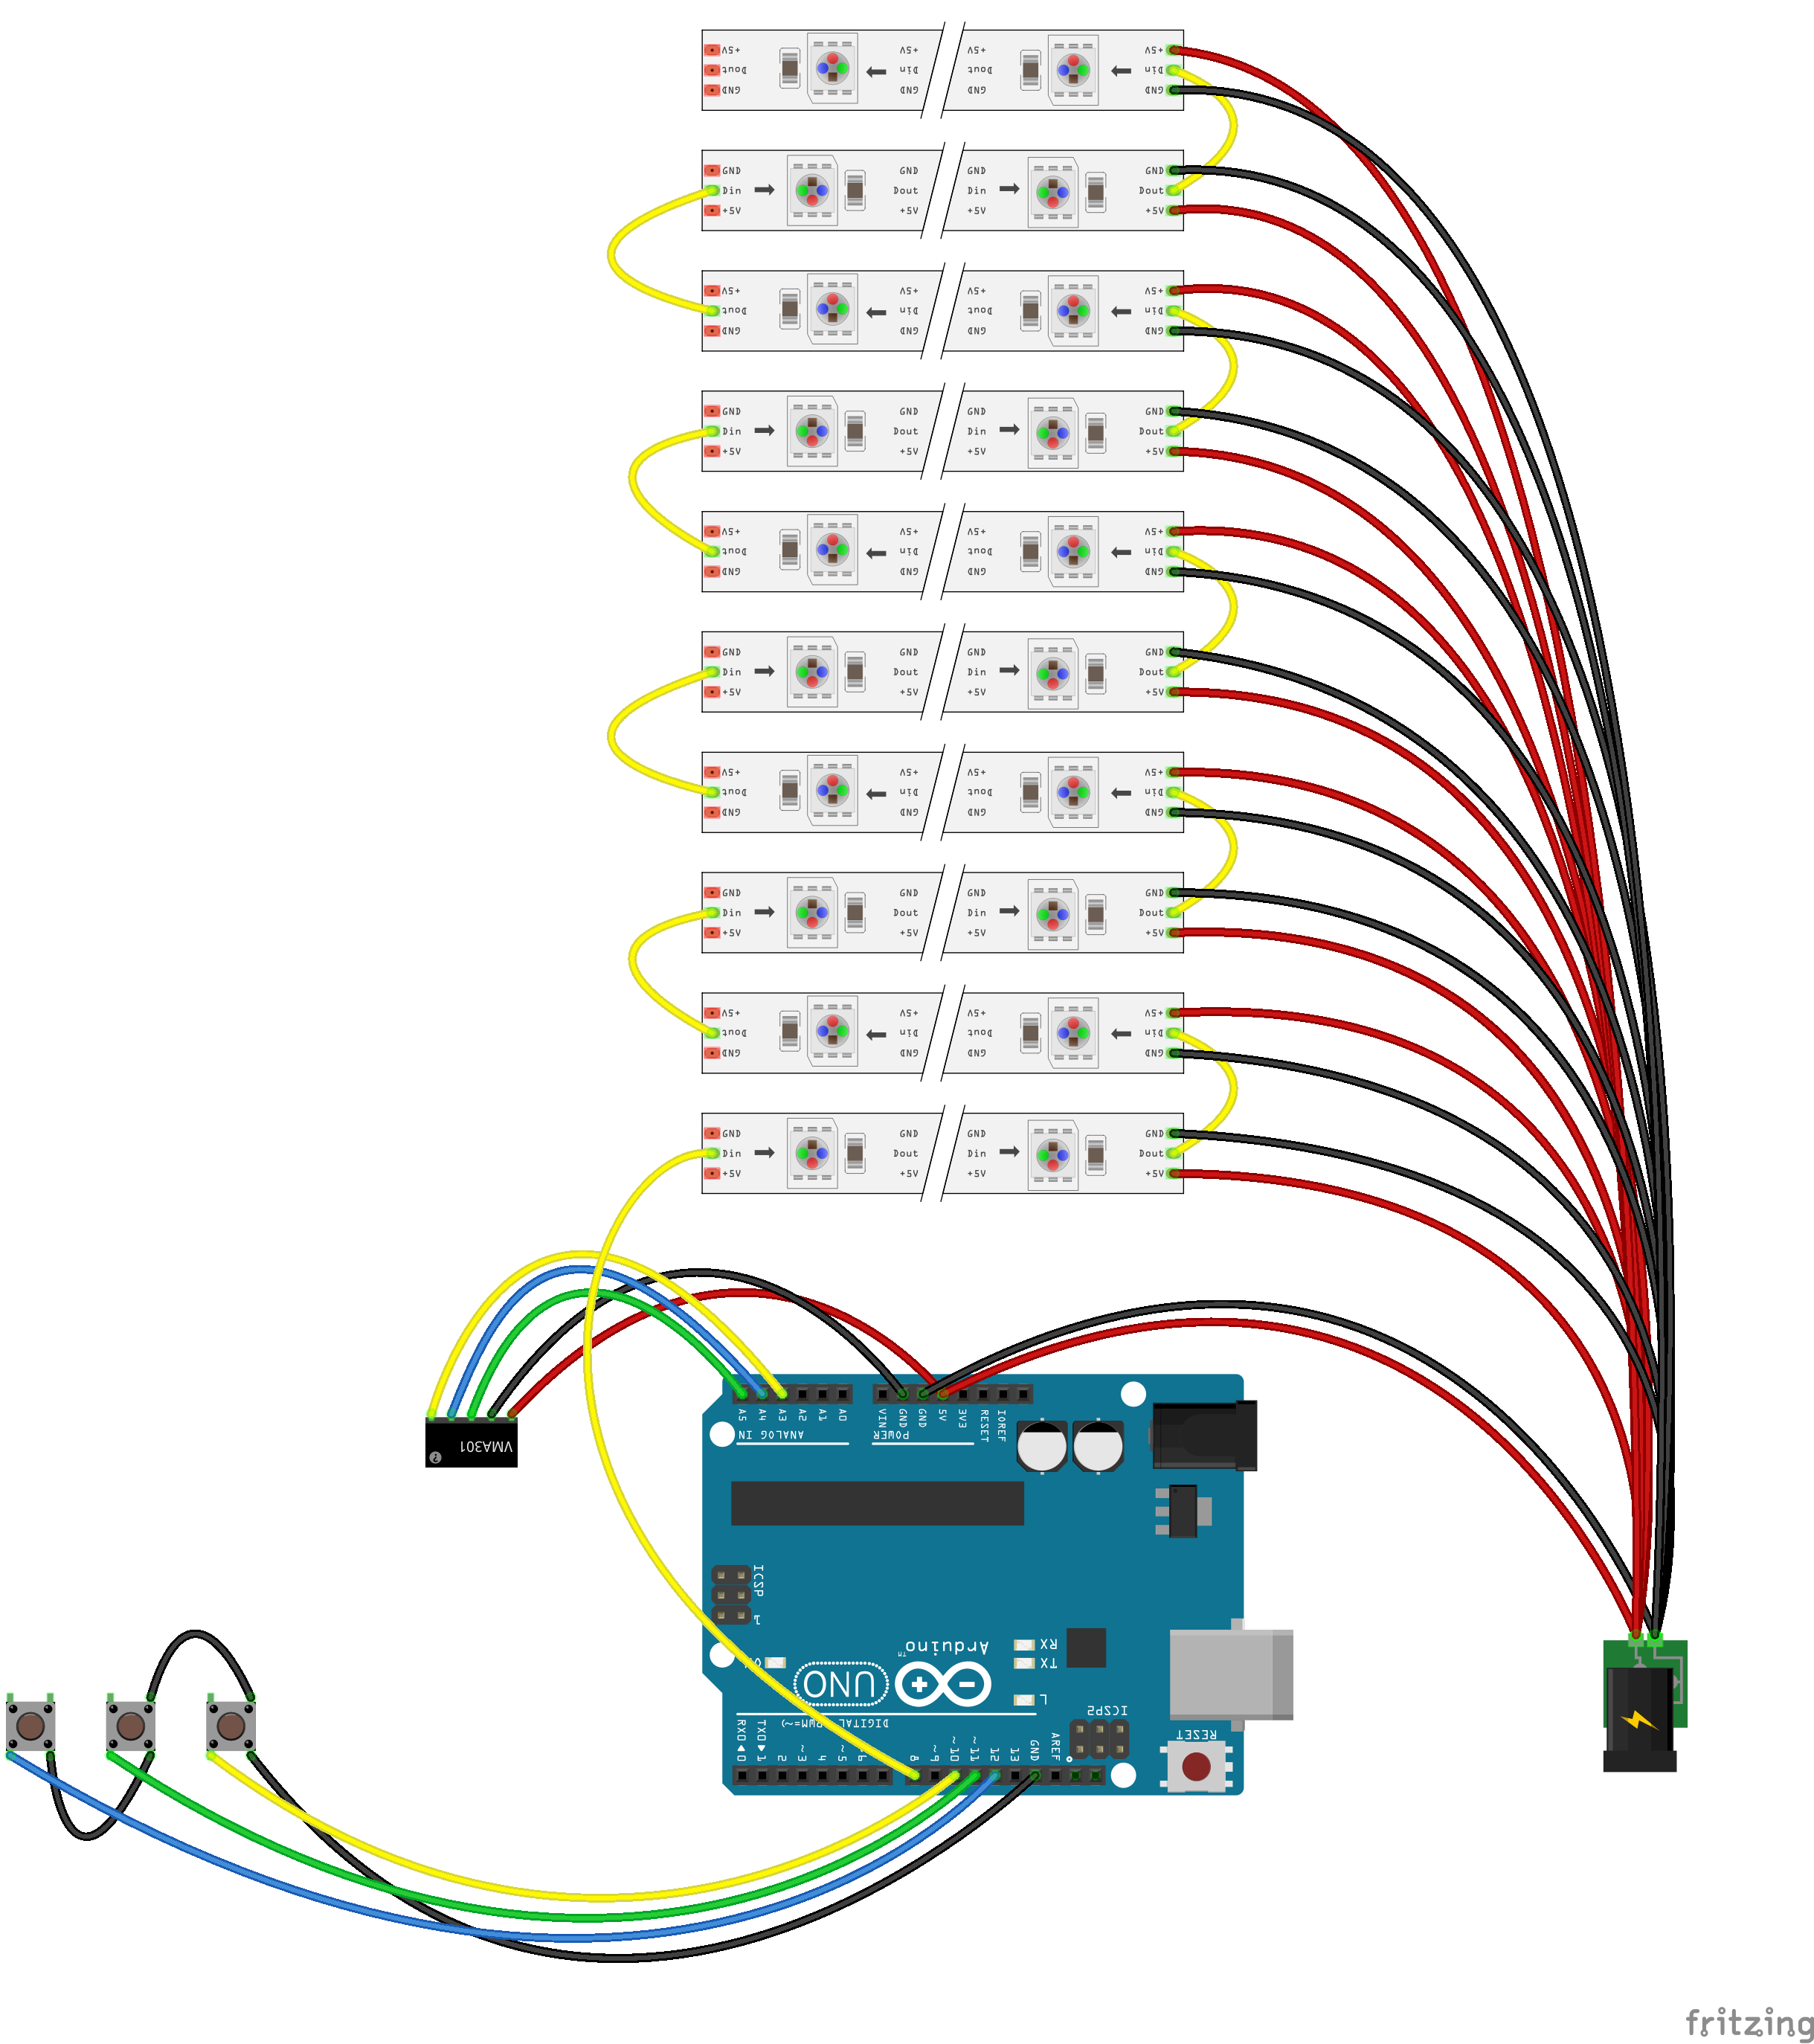 +5V +5V +5V +5V
Dout Din Dout Din
GND GND GND GND
GND GND GND GND
Din Dout Din Dout
+5V +5V +5V +5V
+5V +5V +5V +5V
Dout Din Dout Din
GND GND GND GND
GND GND GND GND
Din Dout Din Dout
+5V +5V +5V +5V
+5V +5V +5V +5V
Dout Din Dout Din
GND GND GND GND
GND GND GND GND
Din Dout Din Dout
+5V +5V +5V +5V
+5V +5V +5V +5V
Dout Din Dout Din
GND GND GND GND
GND GND GND GND
Din Dout Din Dout
+5V +5V +5V +5V
+5V +5V +5V +5V
Dout Din Dout Din
GND GND GND GND
GND GND GND GND
Din Dout Din Dout
+5V +5V +5V +5V
A5 A4 A3 A2 A1 A0 VIN GND GND 5V 3V3 RESET IOREF
ANALOG IN
POWER
VMA301
ICSP
1
Arduino
TM
RX
TX
UNO
L
ICSP2
RESET
RX0◄0 TX0►1 2 ~3 4 ~5 8 ~9 ~10 ~11 12 13 GND AREF
fritzing